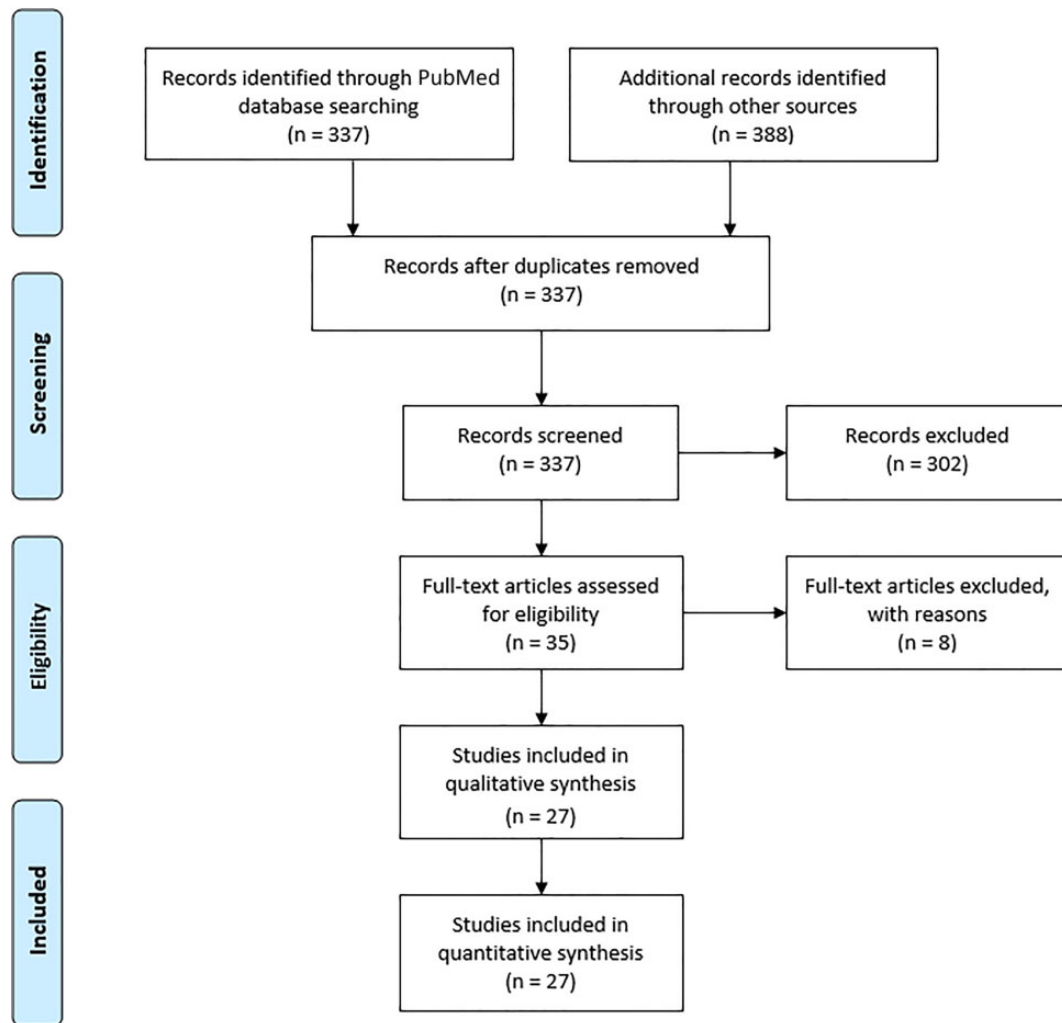 Identification
Records identified through PubMed
database searching
(n = 337)
Additional records identified
through other sources
(n = 388)
Records after duplicates removed
(n = 337)
Screening
Records screened
(n = 337)
Records excluded
(n = 302)
Eligibility
Full-text articles assessed
for eligibility
(n = 35)
Full-text articles excluded,
with reasons
(n = 8)
Studies included in
qualitative synthesis
(n = 27)
Included
Studies included in
quantitative synthesis
(n = 27)